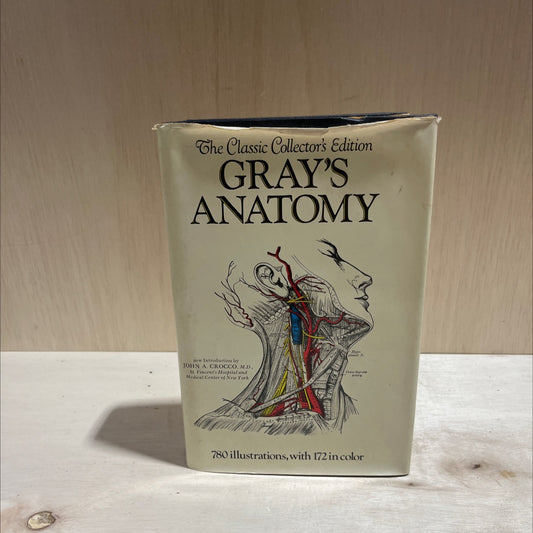 The Classic Collector's Edition
GRAY'S
ANATOMY
new Introduction by
JOHN A. CROCCO, M.D.,
St. Vincent's Hospital and
Medical Center of New York
780 illustrations, with 172 in color